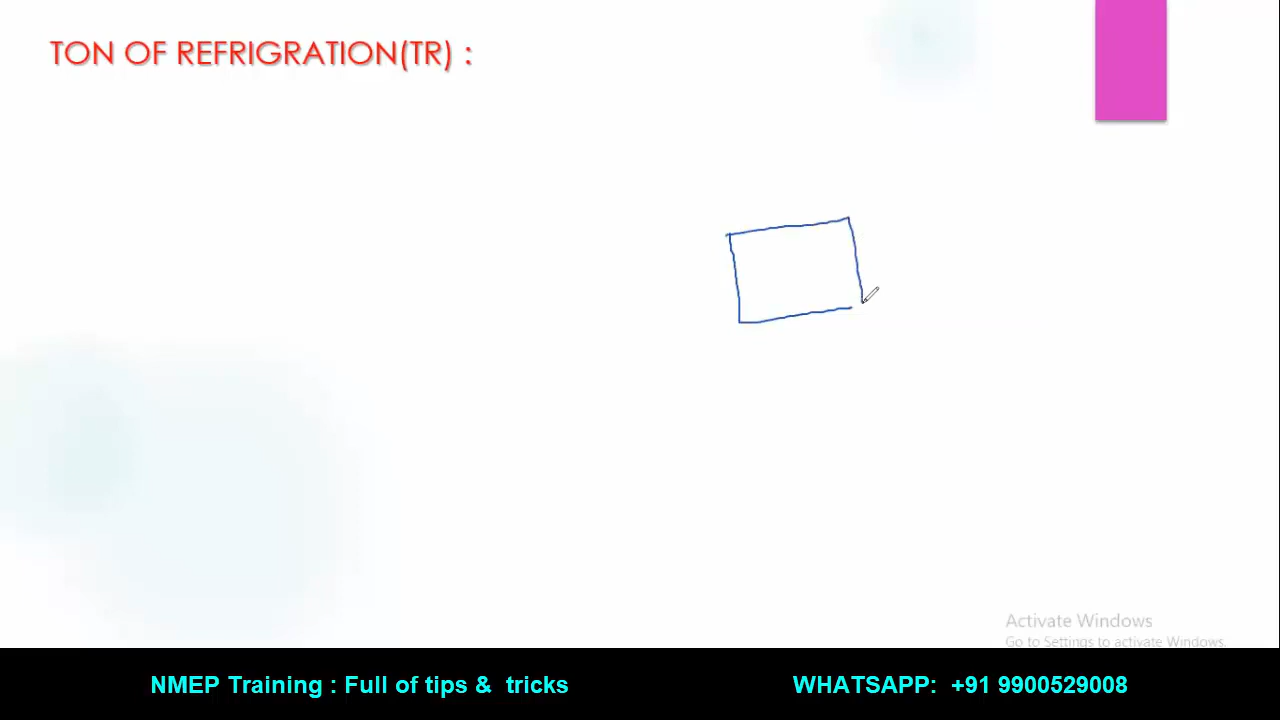 TON OF REFRIGRATION(TR) :
Activate Windows
Go to Settings to activate Windows.
NMEP Training : Full of tips & tricks
WHATSAPP: +91 9900529008